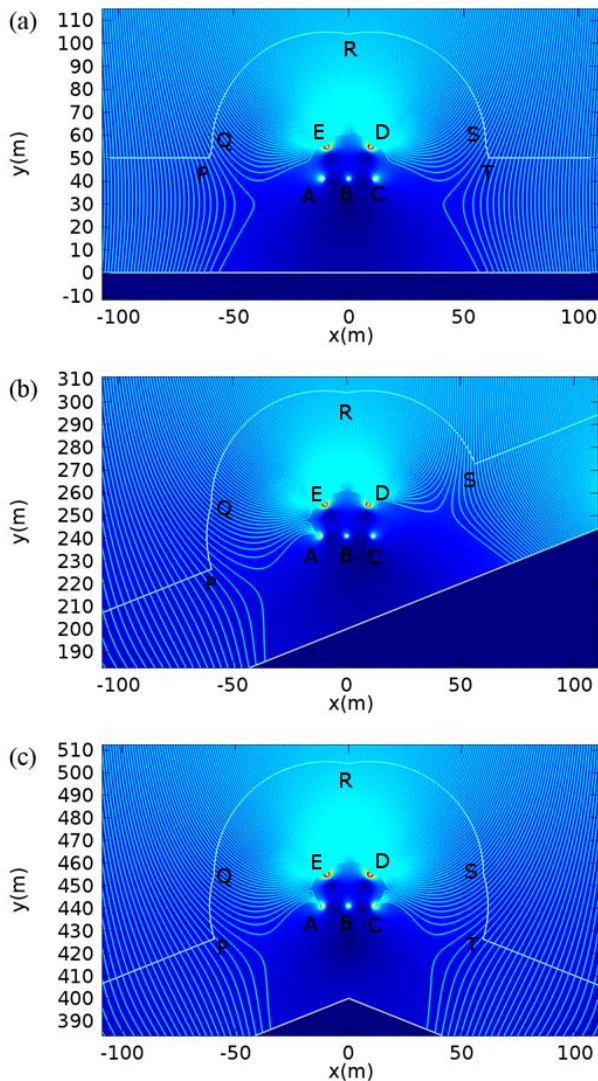 (a)
y(m)
110
100
90
80
70
60
50
40
30
20
10
0
-10
R
Q
E
D
S
P
T
A
B
C
-100
-50
0
50
100
x(m)
(b)
y(m)
310
300
290
280
270
260
250
240
230
220
210
200
190
R
S
Q
E
D
A
B
C
P
-100
-50
0
50
100
x(m)
(c)
y(m)
510
500
490
480
470
460
450
440
430
420
410
400
390
R
Q
E
D
S
A
B
C
P
T
-100
-50
0
50
100
x(m)